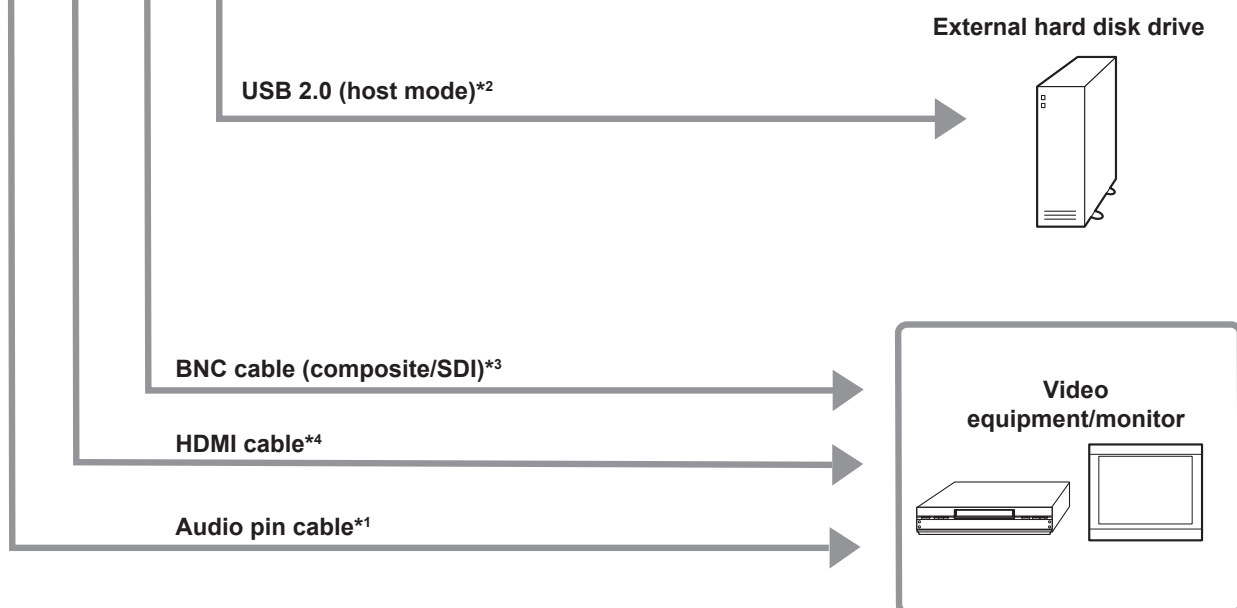 External hard disk drive
USB 2.0 (host mode)*2
BNC cable (composite/SDI)*3
Video
equipment/monitor
HDMI cable*4
Audio pin cable*1